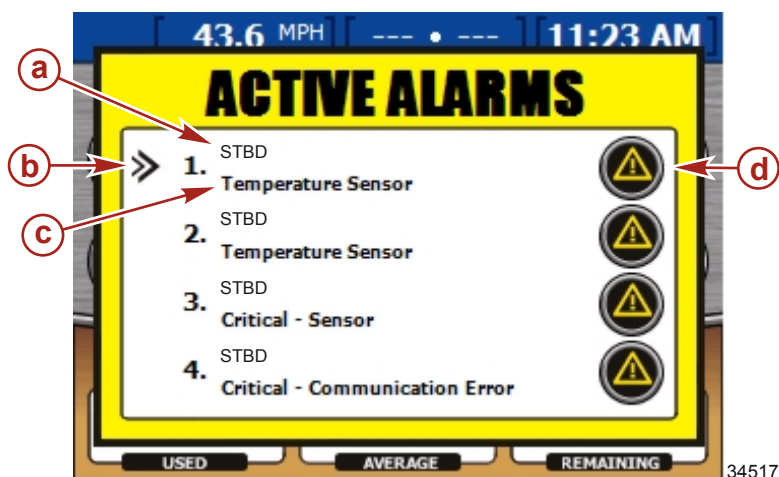 43.6 MPH --- • --- 11:23 AM
ACTIVE ALARMS
a
b
c
d
1. STBD
Temperature Sensor
2. STBD
Temperature Sensor
3. STBD
Critical - Sensor
4. STBD
Critical - Communication Error
USED AVERAGE REMAINING
34517